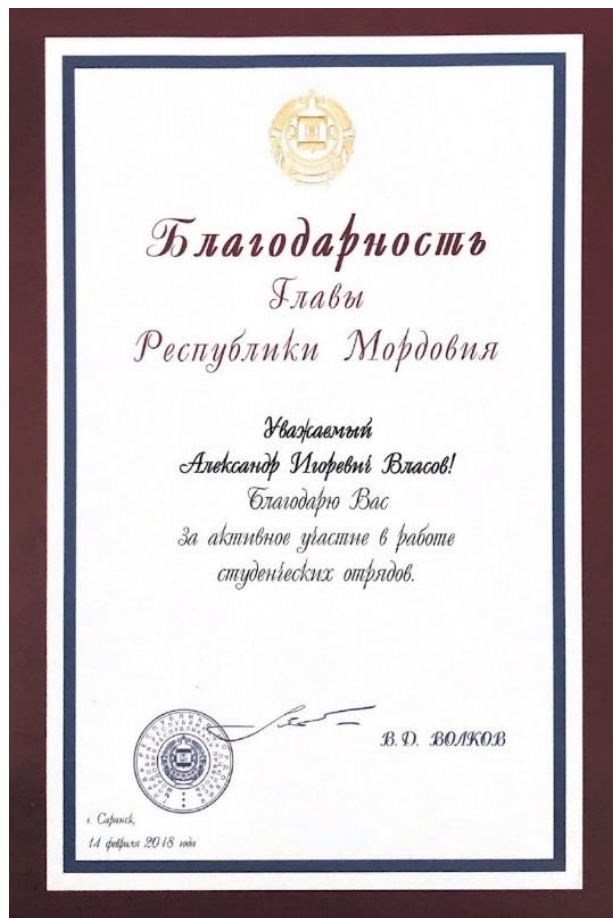 Благодарность
Главы
Республики Мордовия
Уважаемый
Александр Игоревич Власов!
Благодарю Вас
за активное участие в работе
студенческих отрядов.
В.Д. ВОЛКОВ
г. Саранск,
14 февраля 2018 года